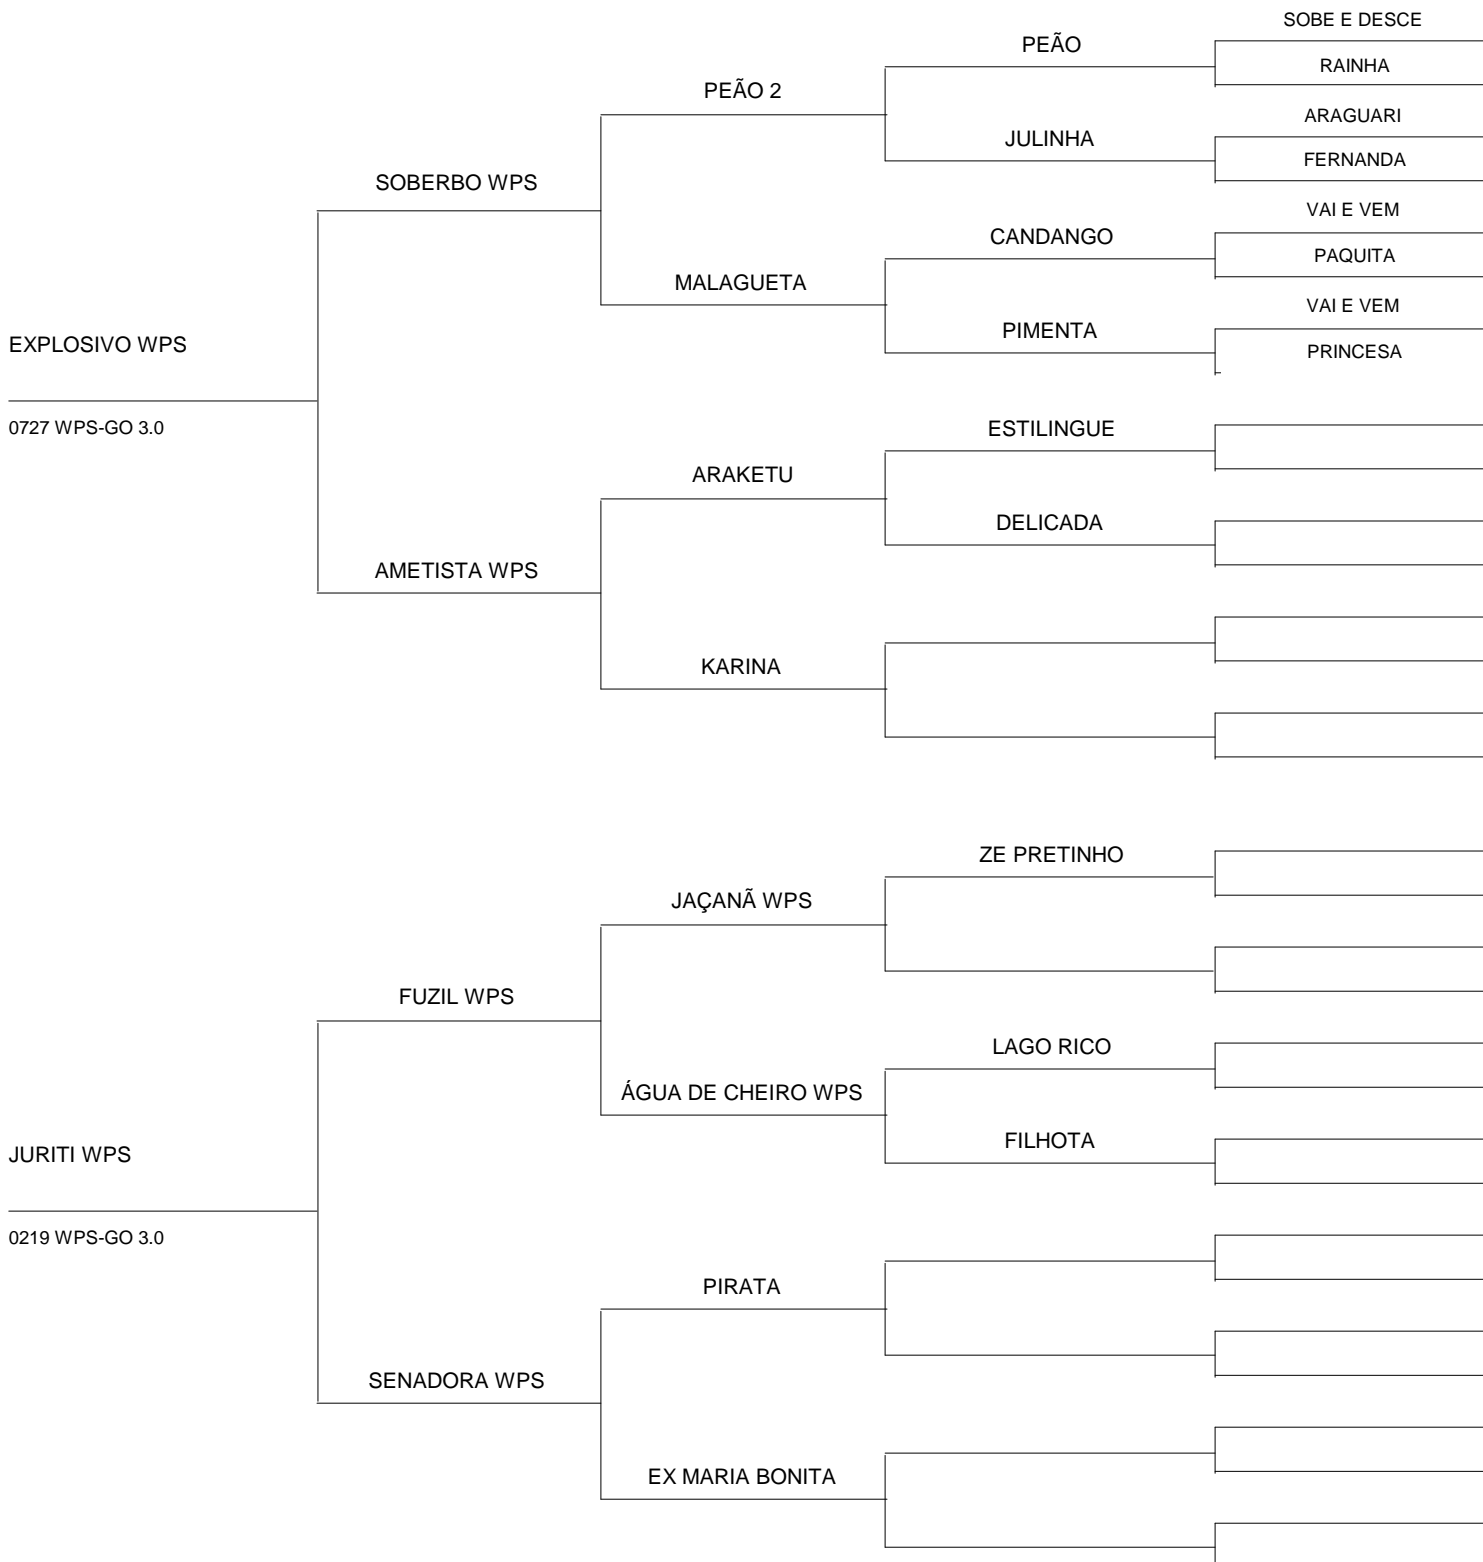 SOBE E DESCE
PEÃO
RAINHA
PEÃO 2
ARAGUARI
JULINHA
FERNANDA
SOBERBO WPS
VAI E VEM
CANDANGO
PAQUITA
MALAGUETA
VAI E VEM
PIMENTA
EXPLOSIVO WPS
PRINCESA
0727 WPS-GO 3.0
ESTILINGUE
ARAKETU
DELICADA
AMETISTA WPS
KARINA
ZE PRETINHO
JAÇANÃ WPS
FUZIL WPS
LAGO RICO
ÁGUA DE CHEIRO WPS
FILHOTA
JURITI WPS
0219 WPS-GO 3.0
PIRATA
SENADORA WPS
EX MARIA BONITA